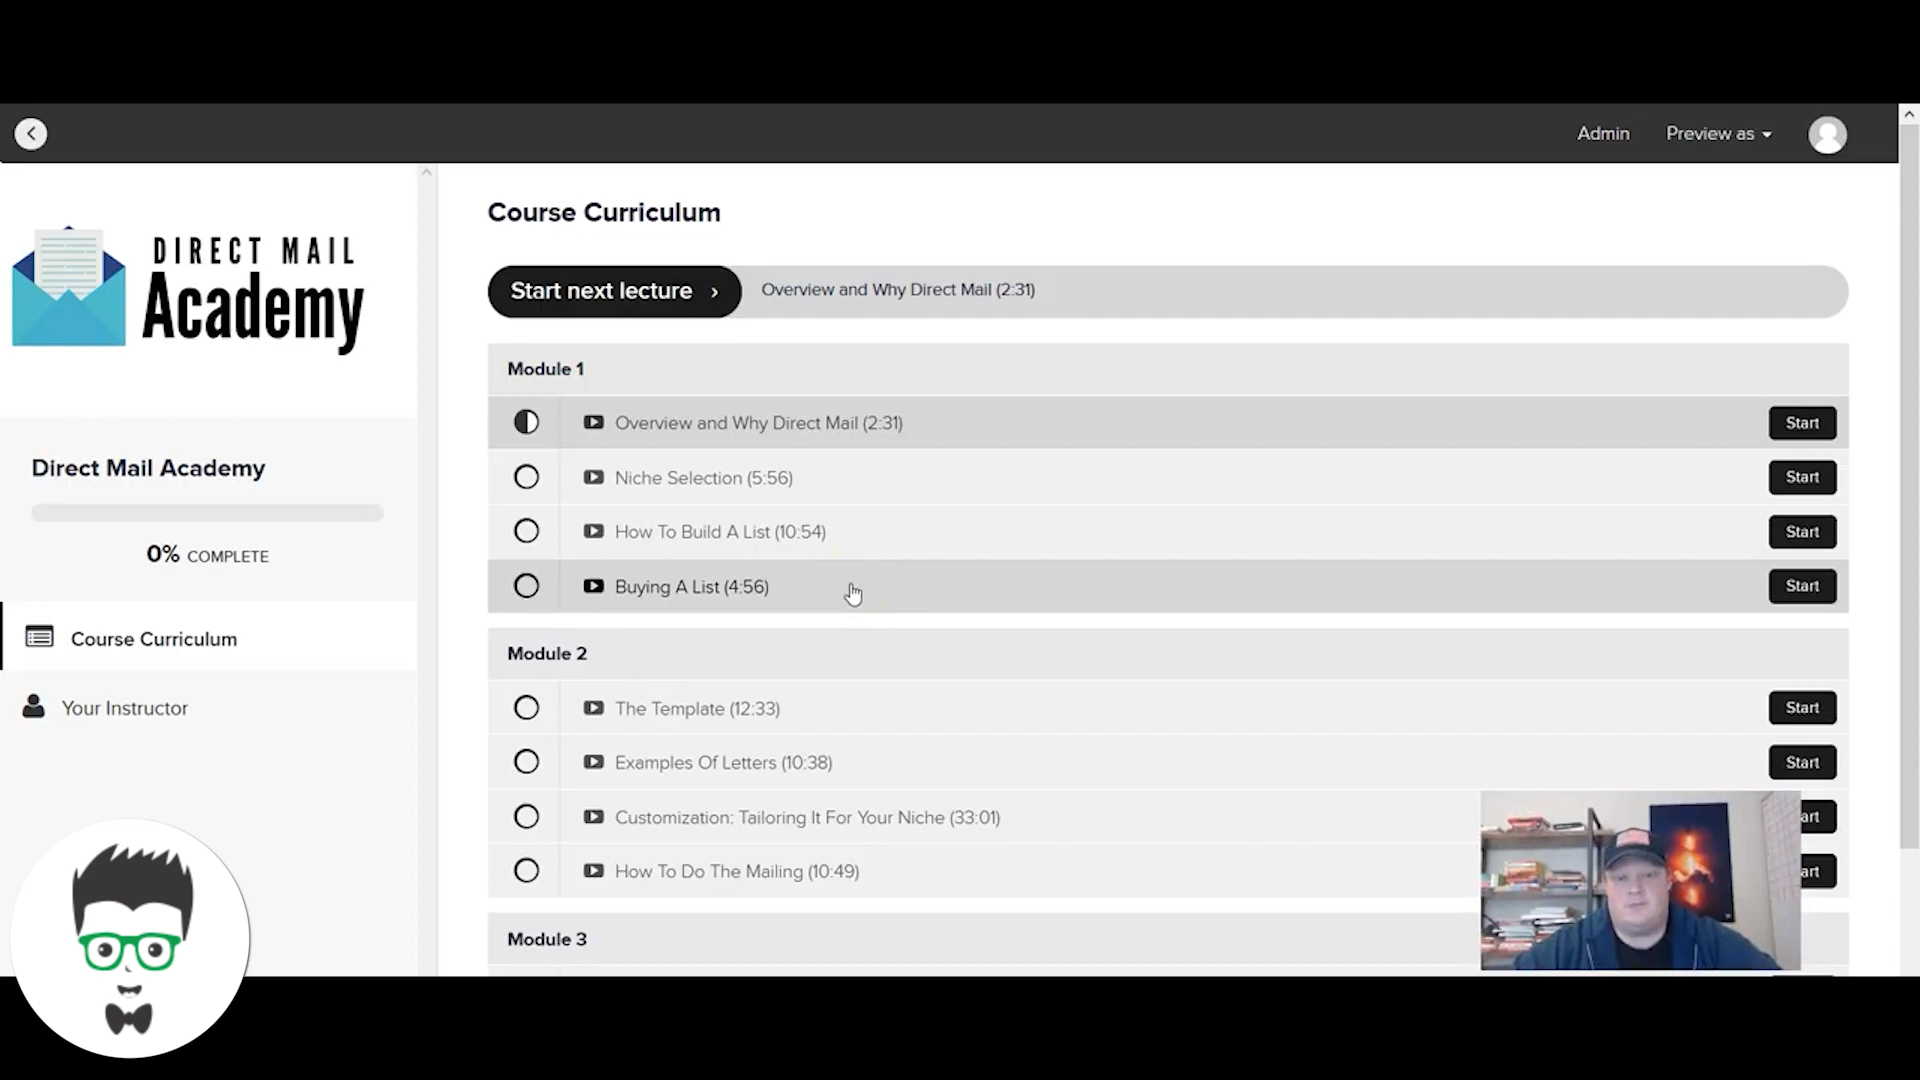 Admin
Preview as
DIRECT MAIL
Academy
Direct Mail Academy
0% COMPLETE
Course Curriculum
Your Instructor
Course Curriculum
Start next lecture
Overview and Why Direct Mail (2:31)
Module 1
Overview and Why Direct Mail (2:31)
Start
Niche Selection (5:56)
Start
How To Build A List (10:54)
Start
Buying A List (4:56)
Start
Module 2
The Template (12:33)
Start
Examples Of Letters (10:38)
Start
Customization: Tailoring It For Your Niche (33:01)
art
How To Do The Mailing (10:49)
art
Module 3